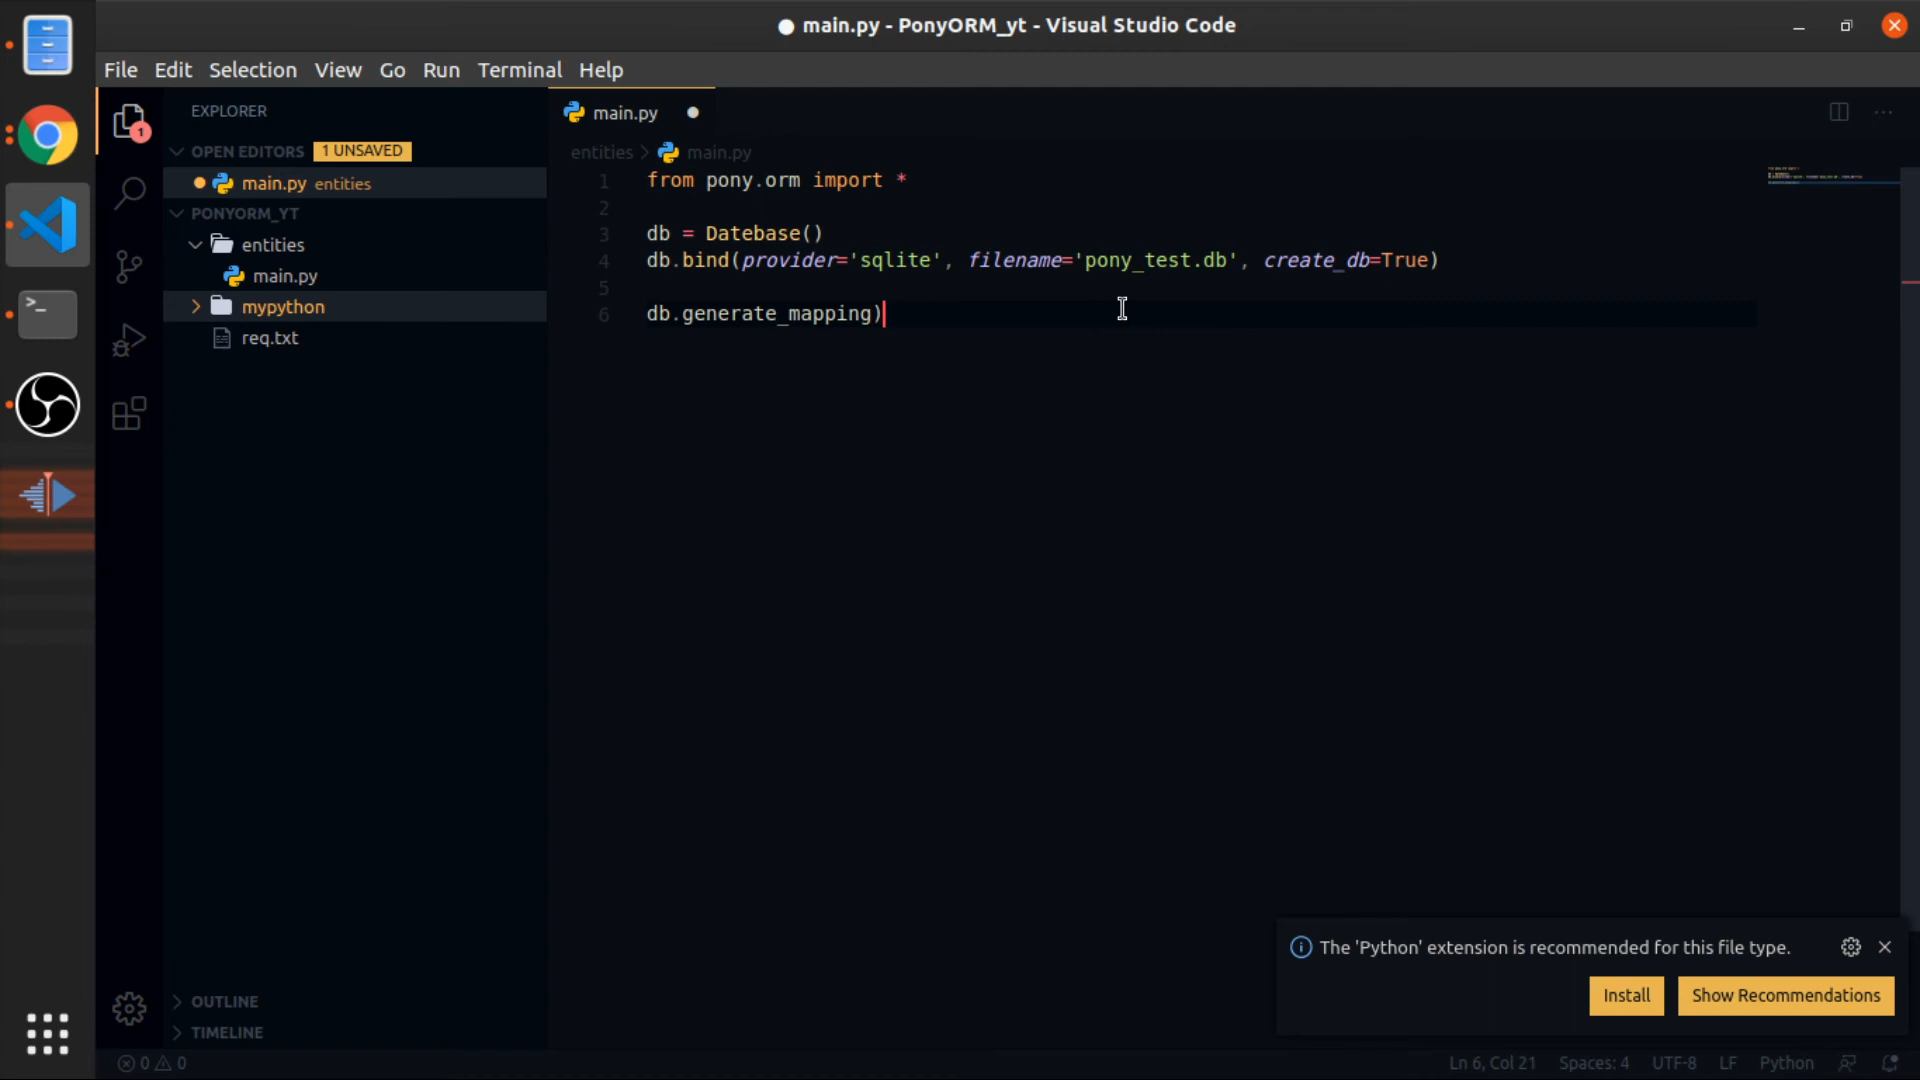 main.py - PonyORM_yt - Visual Studio Code
File Edit Selection View Go Run Terminal Help
EXPLORER
1
OPEN EDITORS 1 UNSAVED
main.py entities
PONYORM_YT
entities
main.py
mypython
req.txt
OUTLINE
TIMELINE
main.py
entities > main.py
1 from pony.orm import *
2
3 db = Datebase()
4 db.bind(provider='sqlite', filename='pony_test.db', create_db=True)
5
6 db.generate_mapping)
The 'Python' extension is recommended for this file type.
Install Show Recommendations
0 0 Ln 6, Col 21 Spaces: 4 UTF-8 LF Python